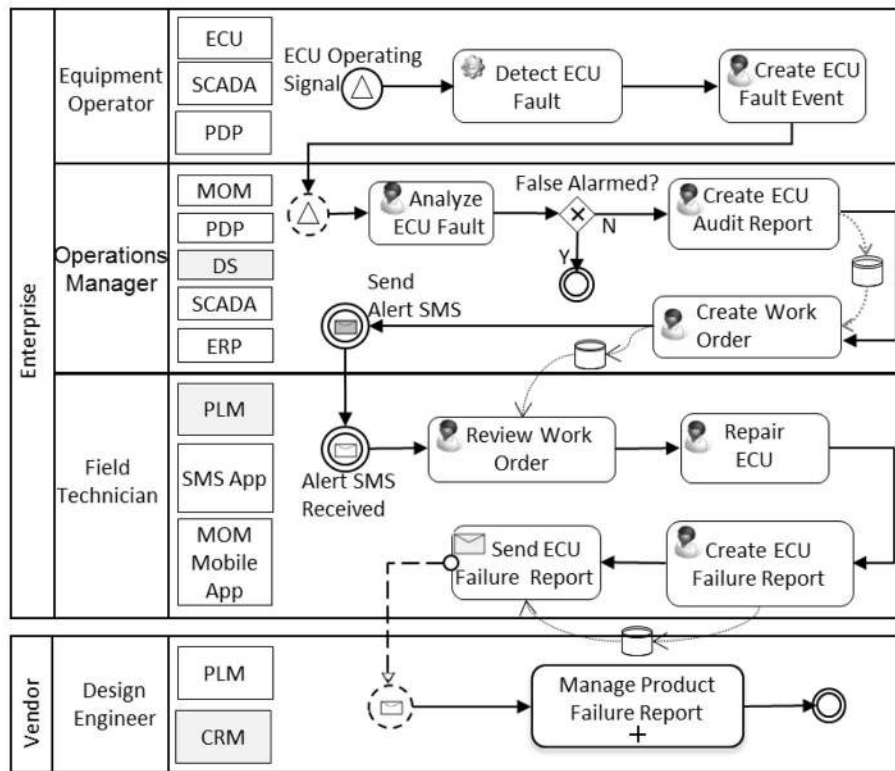 Enterprise
Equipment
Operator
ECU
SCADA
PDP
ECU Operating
Signal
Detect ECU
Fault
Create ECU
Fault Event
Operations
Manager
MOM
PDP
DS
SCADA
ERP
Analyze
ECU Fault
False Alarmed?
N
Y
Create ECU
Audit Report
Send
Alert SMS
Create Work
Order
Field
Technician
PLM
SMS App
MOM
Mobile
App
Alert SMS
Received
Review Work
Order
Repair
ECU
Send ECU
Failure Report
Create ECU
Failure Report
Vendor
Design
Engineer
PLM
CRM
Manage Product
Failure Report